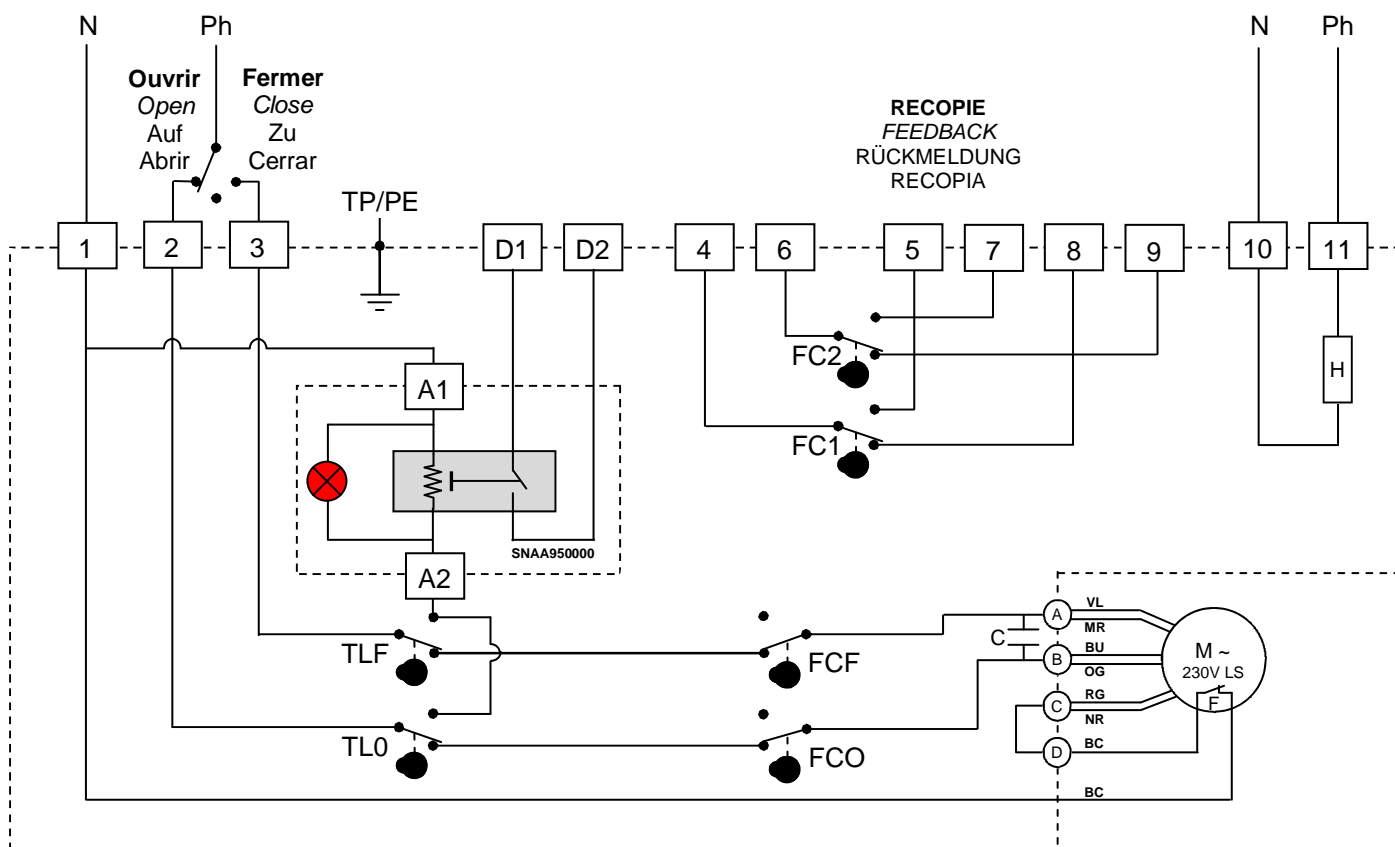 N
Ph
N
Ph
Ouvrir
Open
Auf
Abrir
Fermer
Close
Zu
Cerrar
RECOPIE
FEEDBACK
RÜCKMELDUNG
RECOPIA
TP/PE
1
2
3
D1
D2
4
6
5
7
8
9
10
11
FC2
FC1
H
A1
SNAA950000
A2
TLF
FCF
TL0
FCO
C
A
B
C
D
VL
MR
BU
OG
RG
NR
BC
BC
M ~
230V LS
F